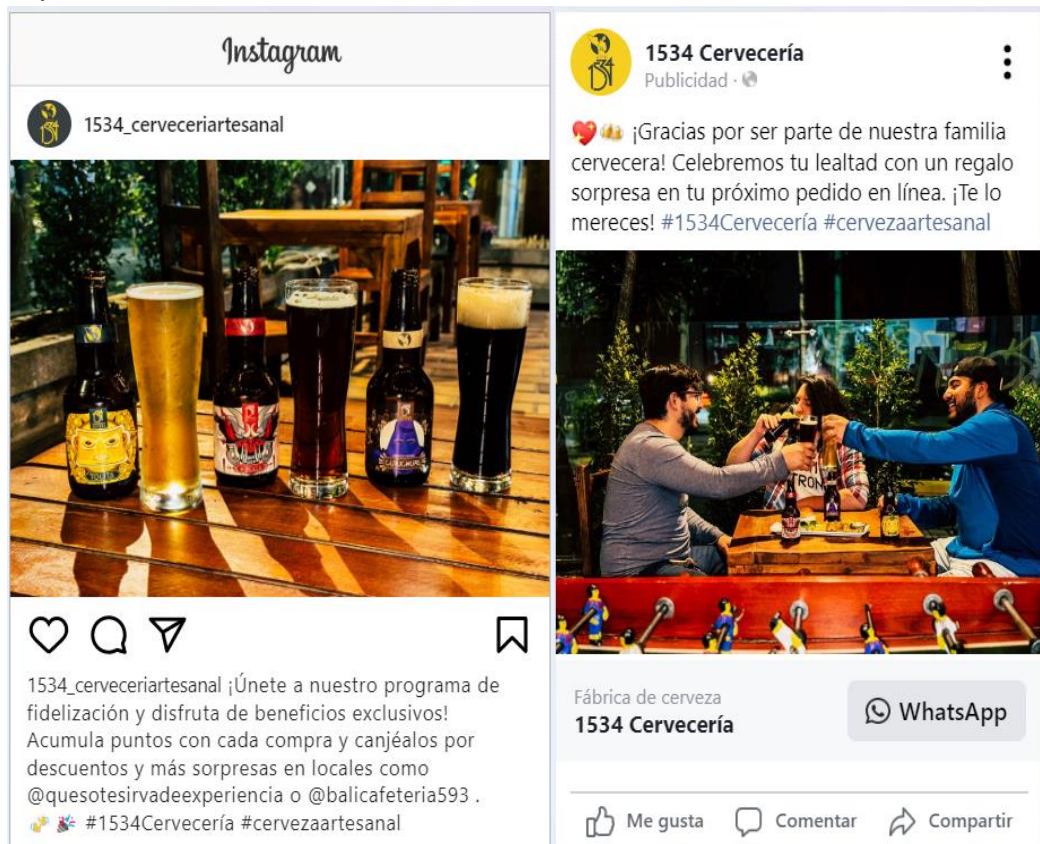 Instagram
1534_cerveceriartesanal
1534_cerveceriartesanal ¡Únete a nuestro programa de
fidelización y disfruta de beneficios exclusivos!
Acumula puntos con cada compra y canjéalos por
descuentos y más sorpresas en locales como
@quesotesirvadeexperiencia o @balicafeteria593 .
#1534Cervecería #cervezaartesanal
1534 Cervecería
Publicidad ·
¡Gracias por ser parte de nuestra familia
cervecera! Celebremos tu lealtad con un regalo
sorpresa en tu próximo pedido en línea. ¡Te lo
mereces! #1534Cervecería #cervezaartesanal
Fábrica de cerveza
1534 Cervecería
WhatsApp
Me gusta Comentar Compartir